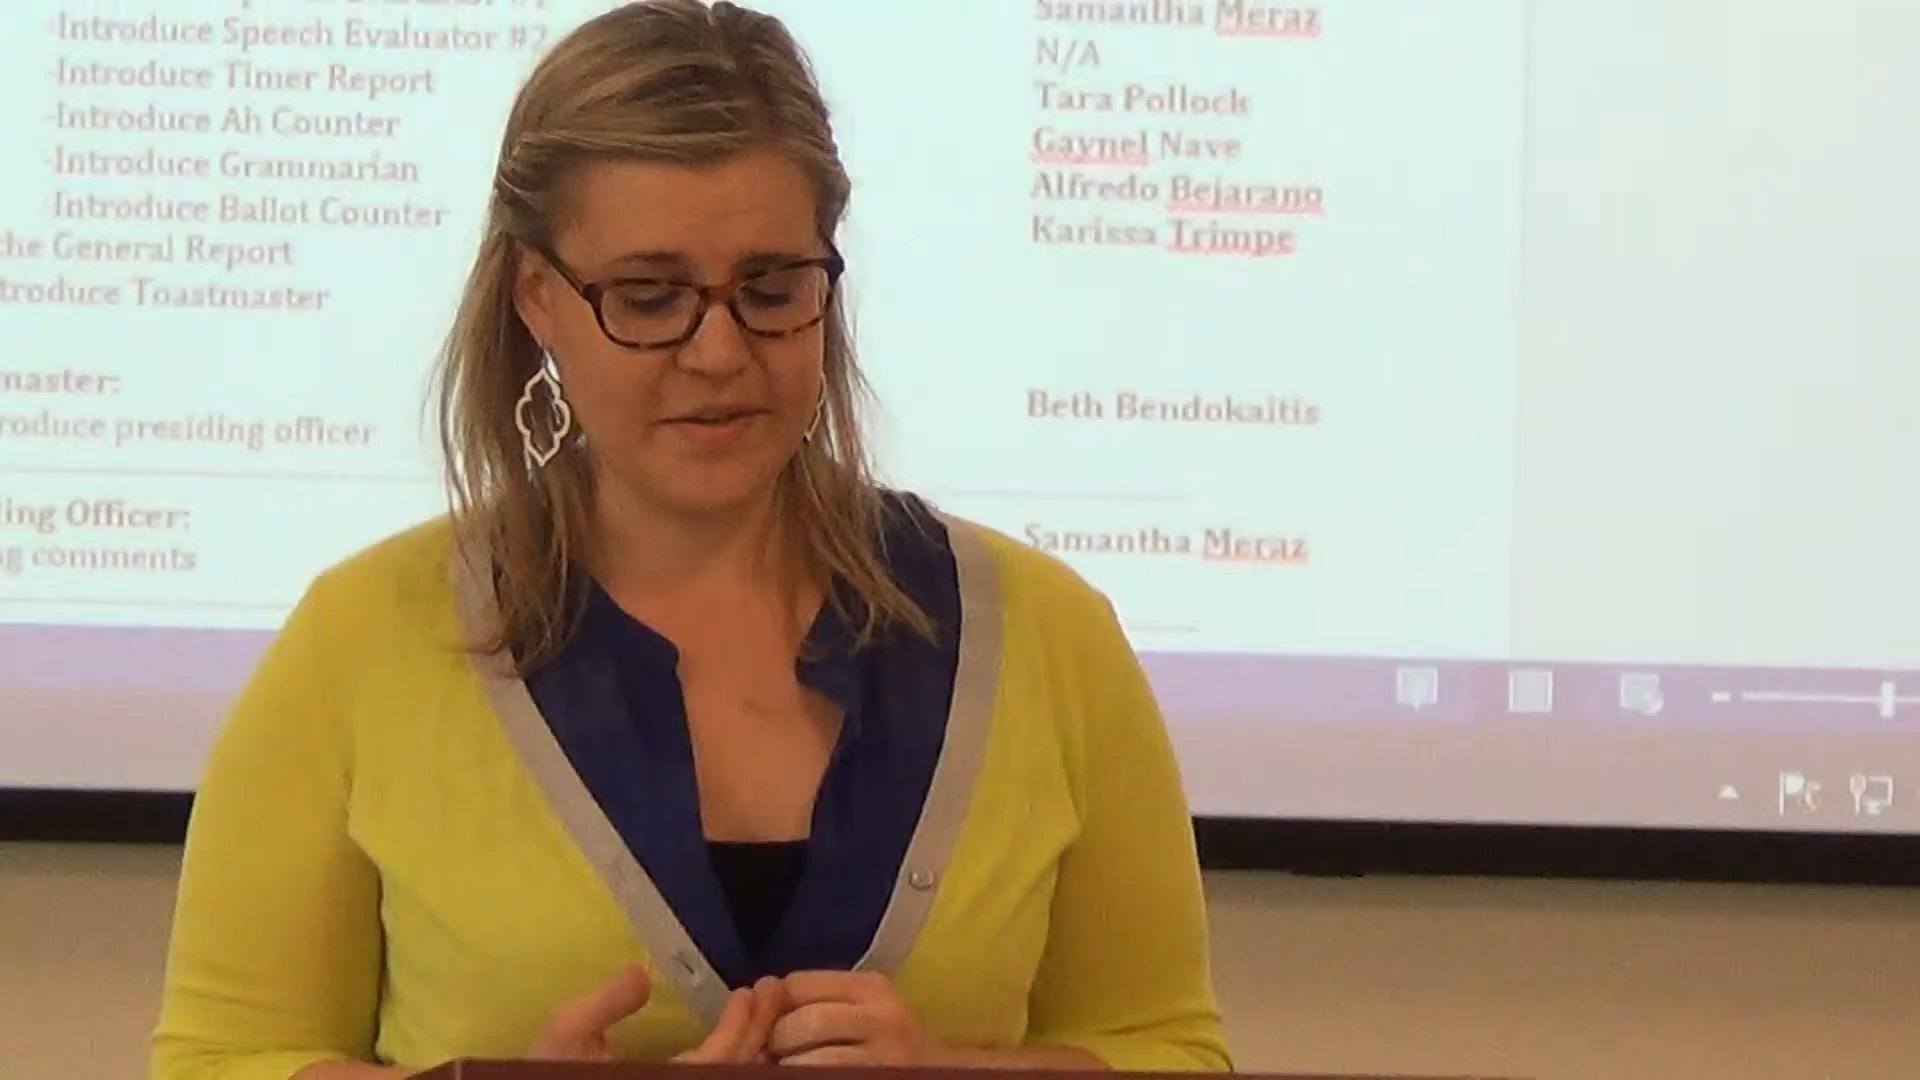 Samantha Meraz
-Introduce Speech Evaluator #2
N/A
-Introduce Timer Report
Tara Pollock
-Introduce Ah Counter
Gaynel Nave
-Introduce Grammarian
Alfredo Bejarano
-Introduce Ballot Counter
Karissa Trimpe
the General Report
troduce Toastmaster
master:
Beth Bendokaitis
roduce presiding officer
ing Officer:
Samantha Meraz
g comments